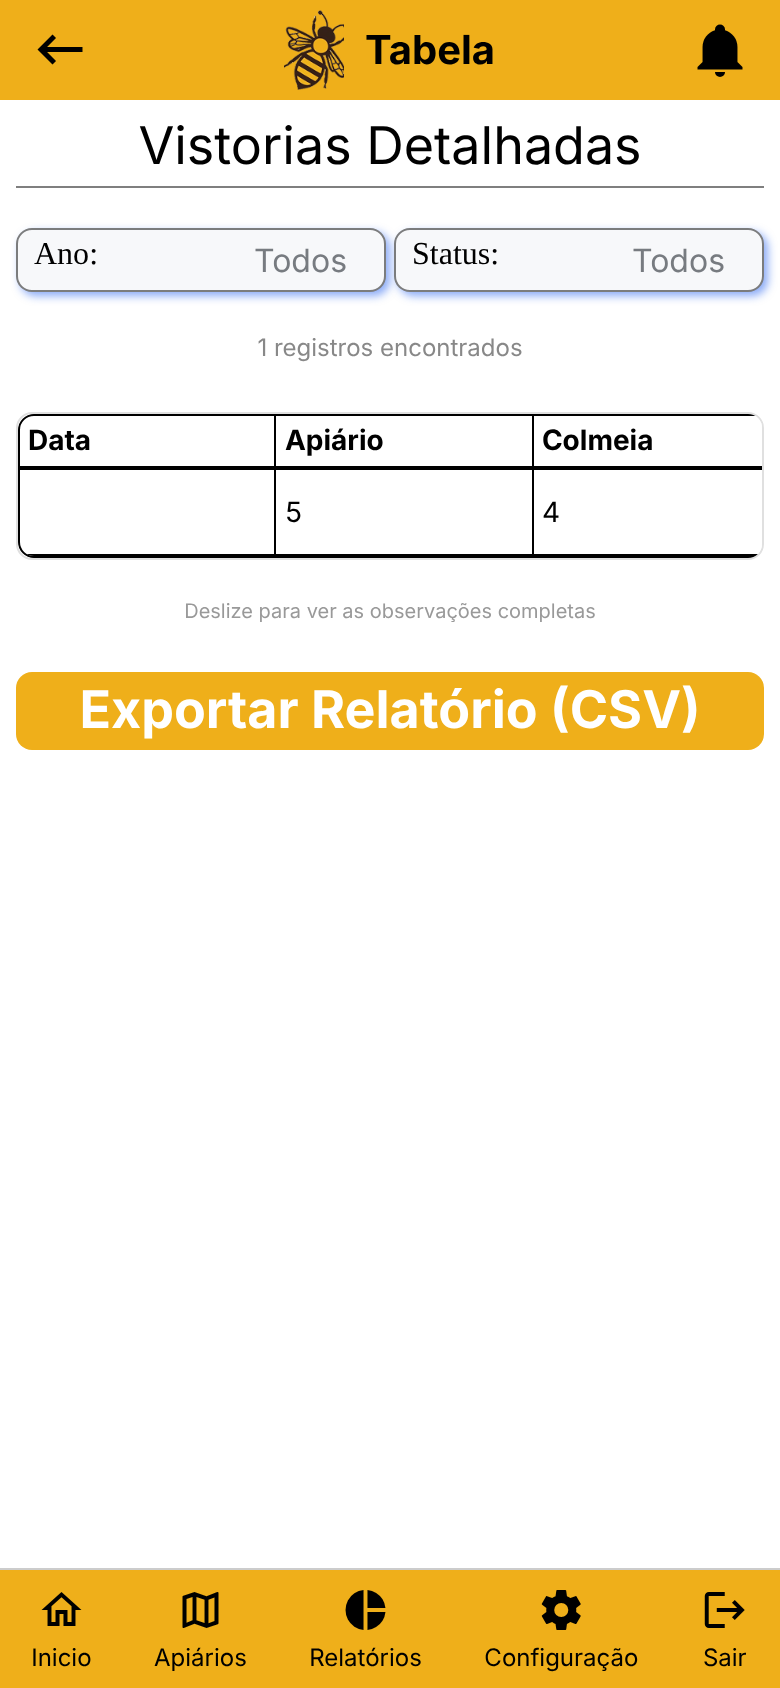 Tabela
Vistorias Detalhadas
Ano: Todos Status: Todos
1 registros encontrados
Data Apiário Colmeia
5 4
Deslize para ver as observações completas
Exportar Relatório (CSV)
Inicio Apiários Relatórios Configuração Sair